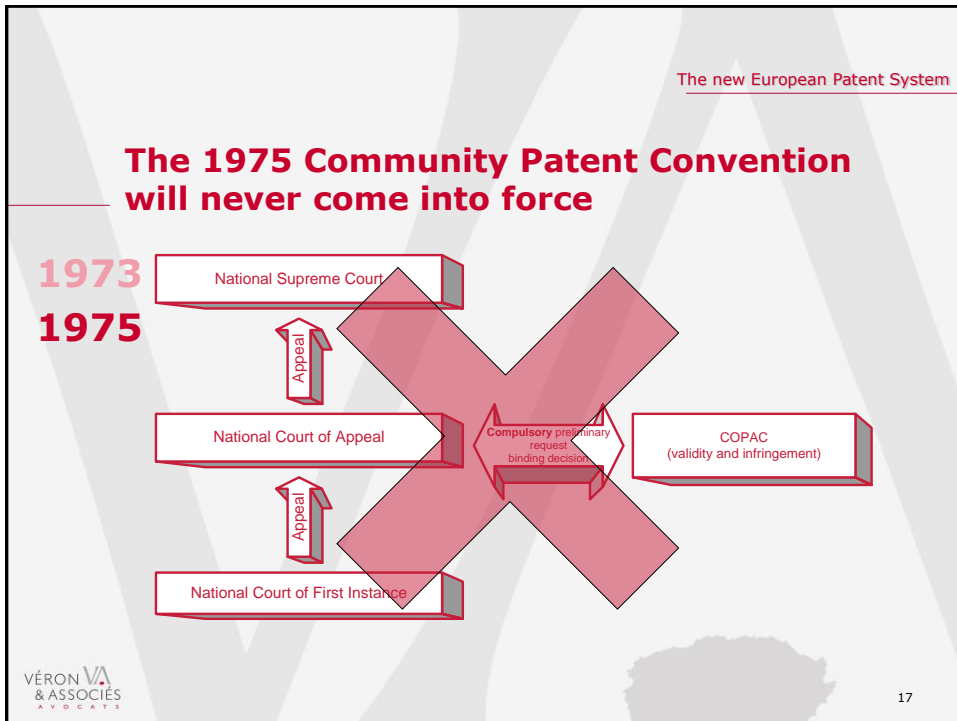 The new European Patent System
The 1975 Community Patent Convention
will never come into force
1973
1975
National Supreme Court
Appeal
National Court of Appeal
Compulsory preliminary
request
binding decision
COPAC
(validity and infringement)
Appeal
National Court of First Instance
VÉRON VA
& ASSOCIÉS
AVOCATS
17